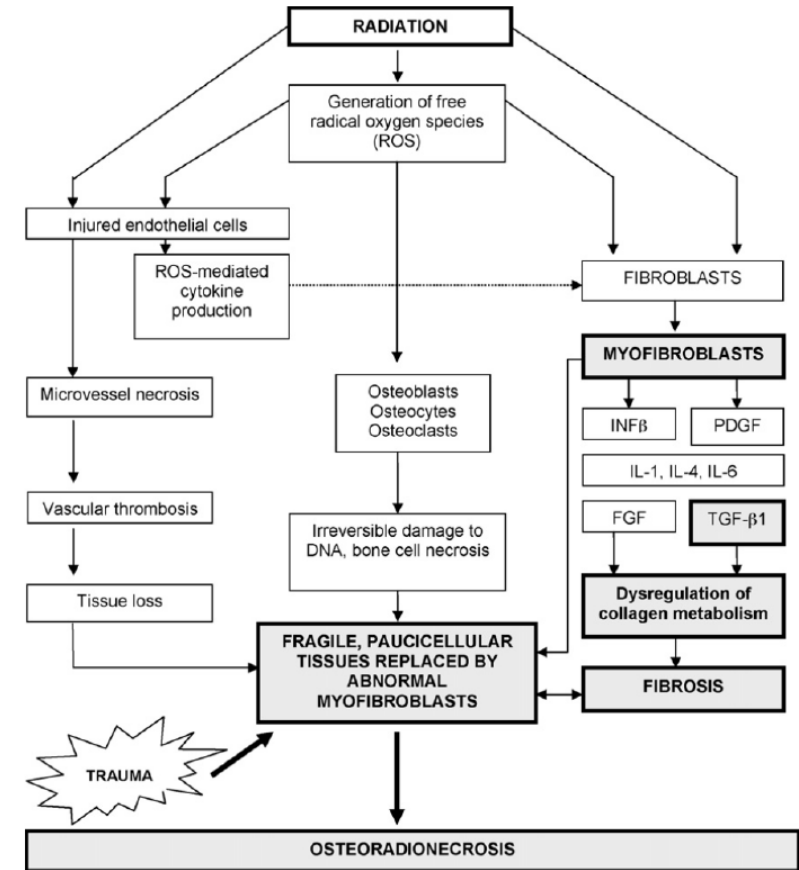 RADIATION
Generation of free
radical oxygen species
(ROS)
Injured endothelial cells
ROS-mediated
cytokine
production
FIBROBLASTS
MYOFIBROBLASTS
Microvessel necrosis
Osteoblasts
Osteocytes
Osteoclasts
INFβ
PDGF
IL-1, IL-4, IL-6
Vascular thrombosis
FGF
TGF-β1
Irreversible damage to
DNA, bone cell necrosis
Tissue loss
Dysregulation of
collagen metabolism
FRAGILE, PAUCICELLULAR
TISSUES REPLACED BY
ABNORMAL
MYOFIBROBLASTS
FIBROSIS
TRAUMA
OSTEORADIONECROSIS